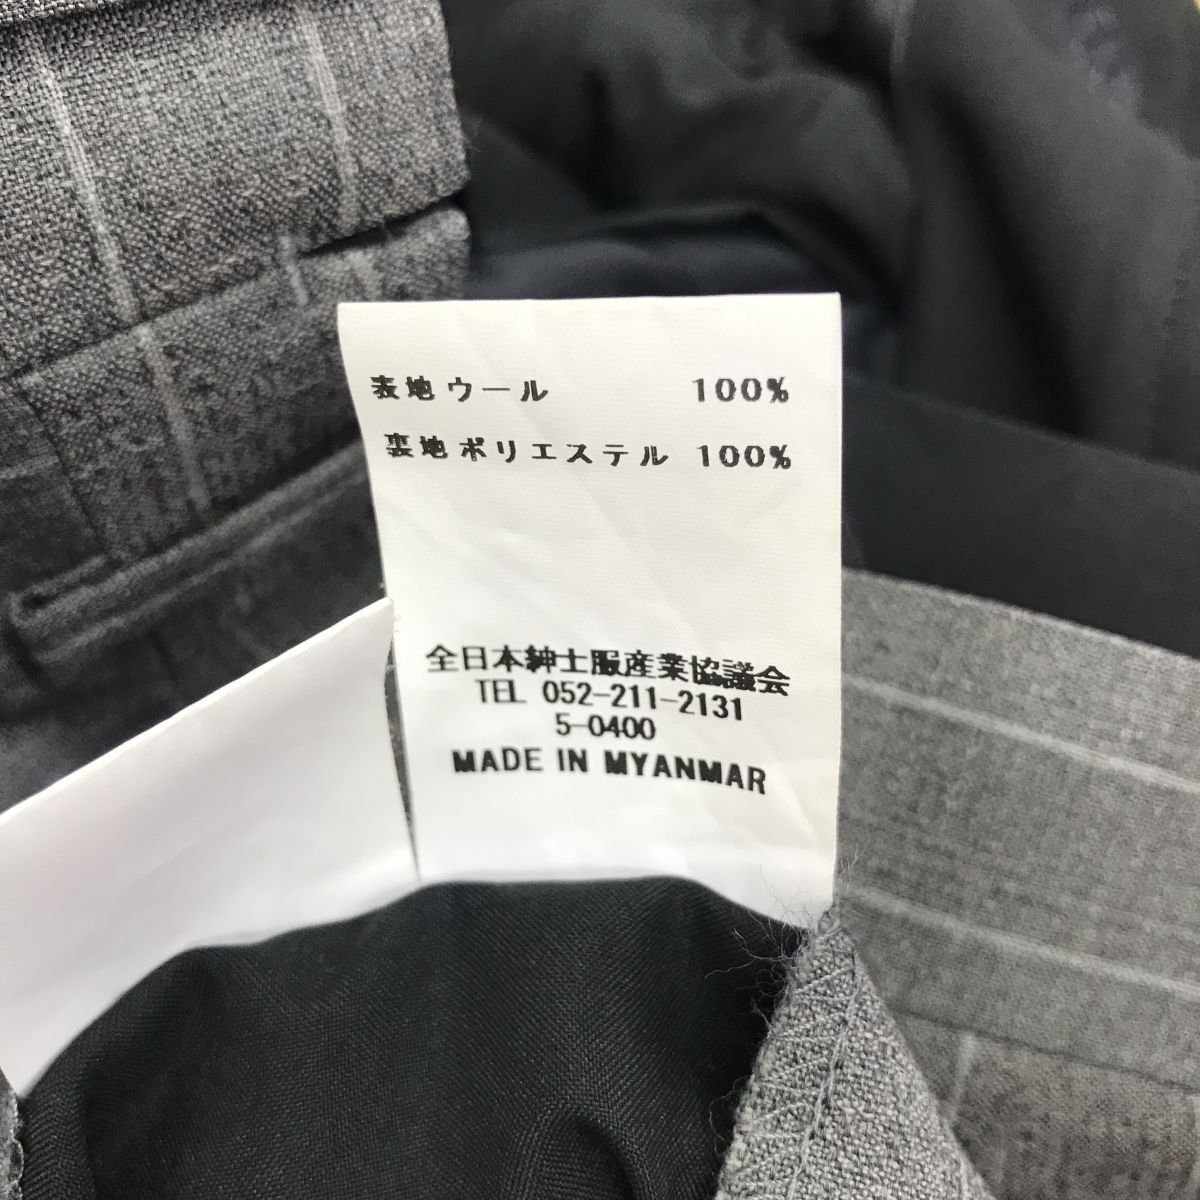 表地ウール 100%
裏地ポリエステル 100%
全日本紳士服産業協議会
TEL 052-211-2131
5-0400
MADE IN MYANMAR